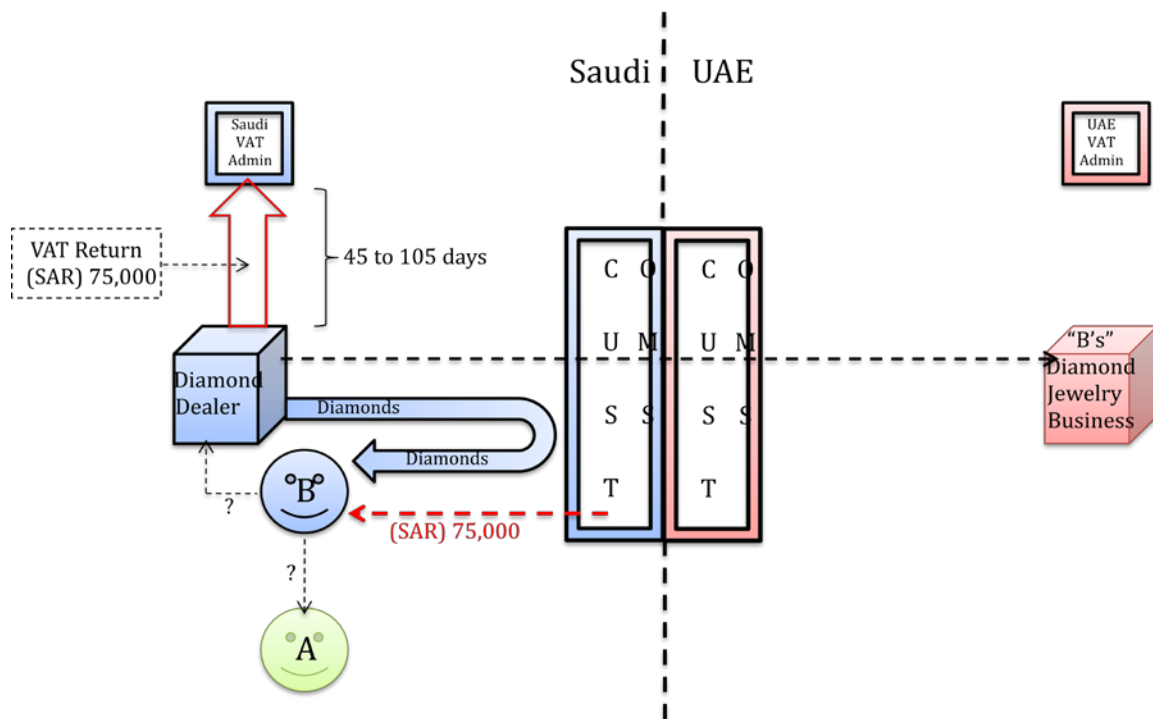 Saudi
UAE
Saudi
VAT
Admin
UAE
VAT
Admin
VAT Return
(SAR) 75,000
45 to 105 days
C O
U M
S S
T
C O
U M
S S
T
Diamond
Dealer
"B's"
Diamond
Jewelry
Business
Diamonds
Diamonds
B
?
(SAR) 75,000
?
A